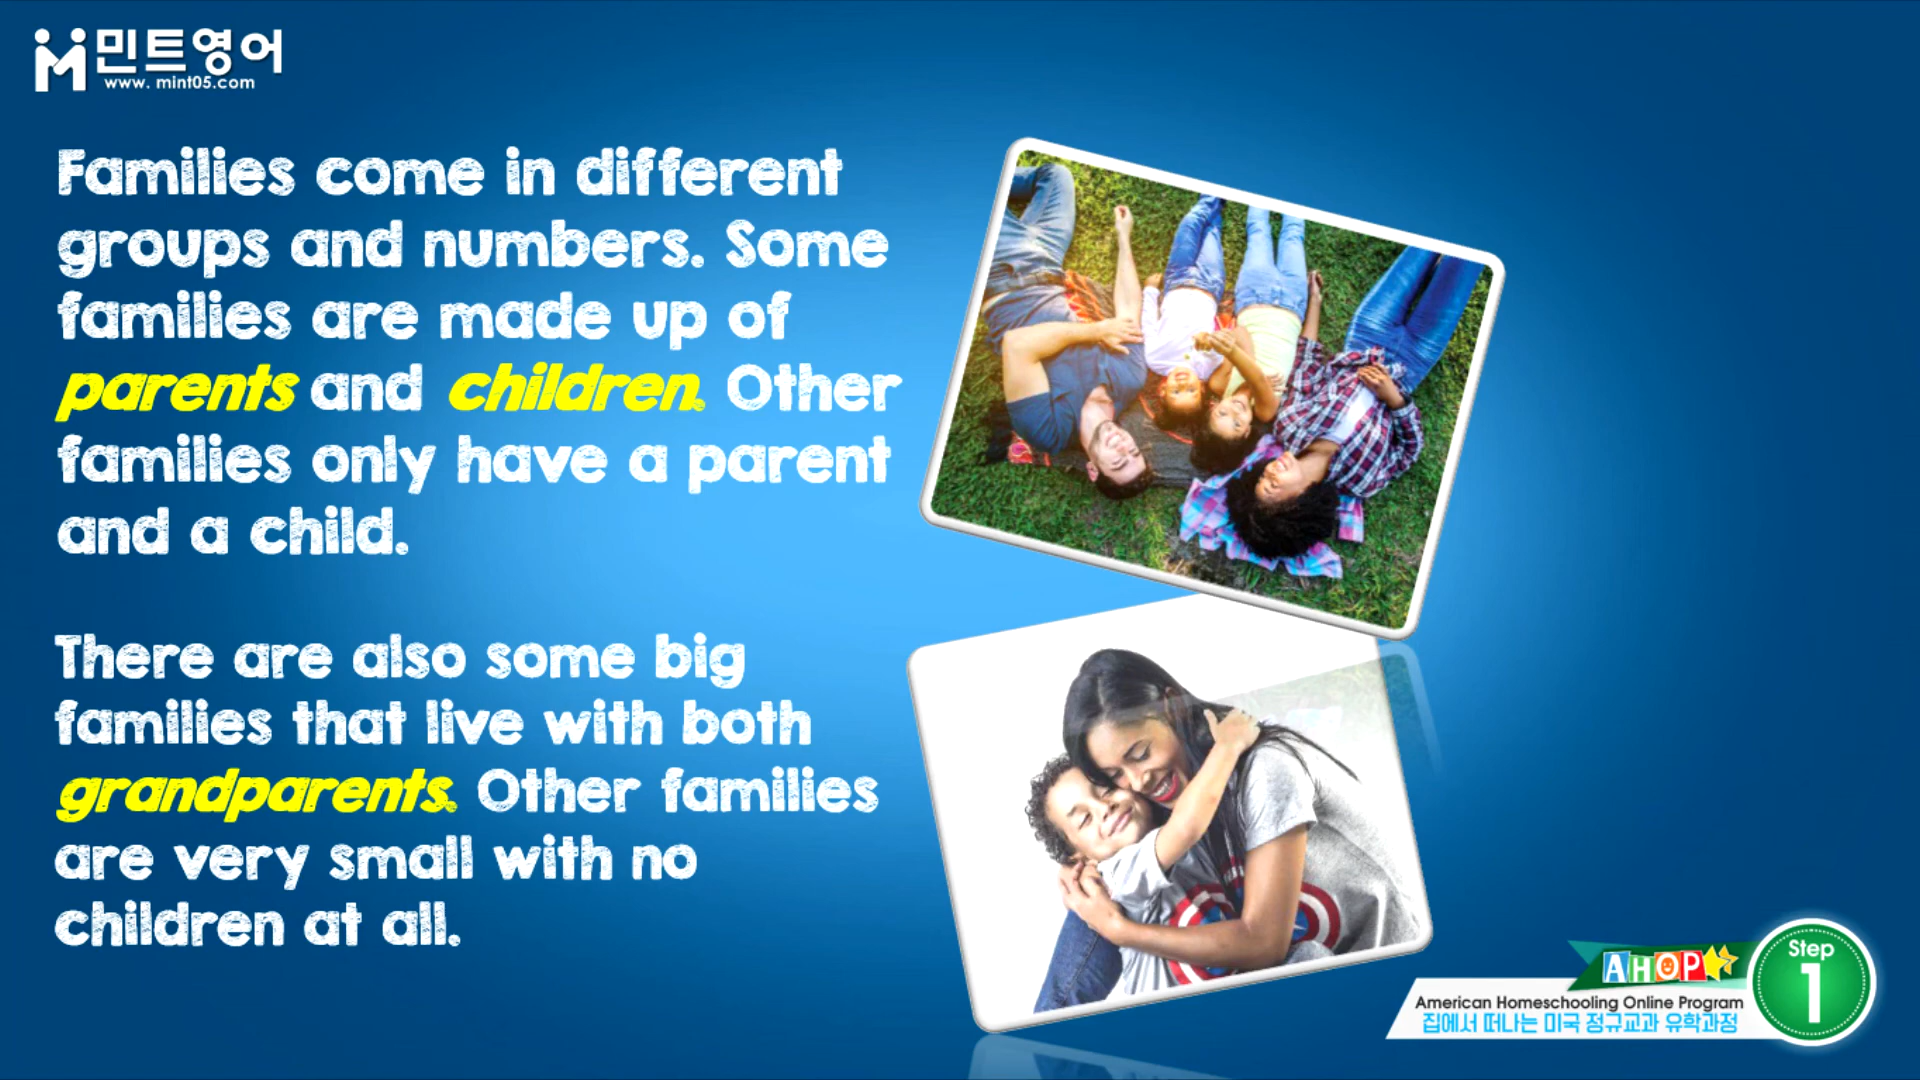 민트영어
www. mint05.com
Families come in different
groups and numbers. Some
families are made up of
parents and children. Other
families only have a parent
and a child.
There are also some big
families that live with both
grandparents. Other families
are very small with no
children at all.
AHOP
Step
1
American Homeschooling Online Program
집에서 떠나는 미국 정규교과 유학과정